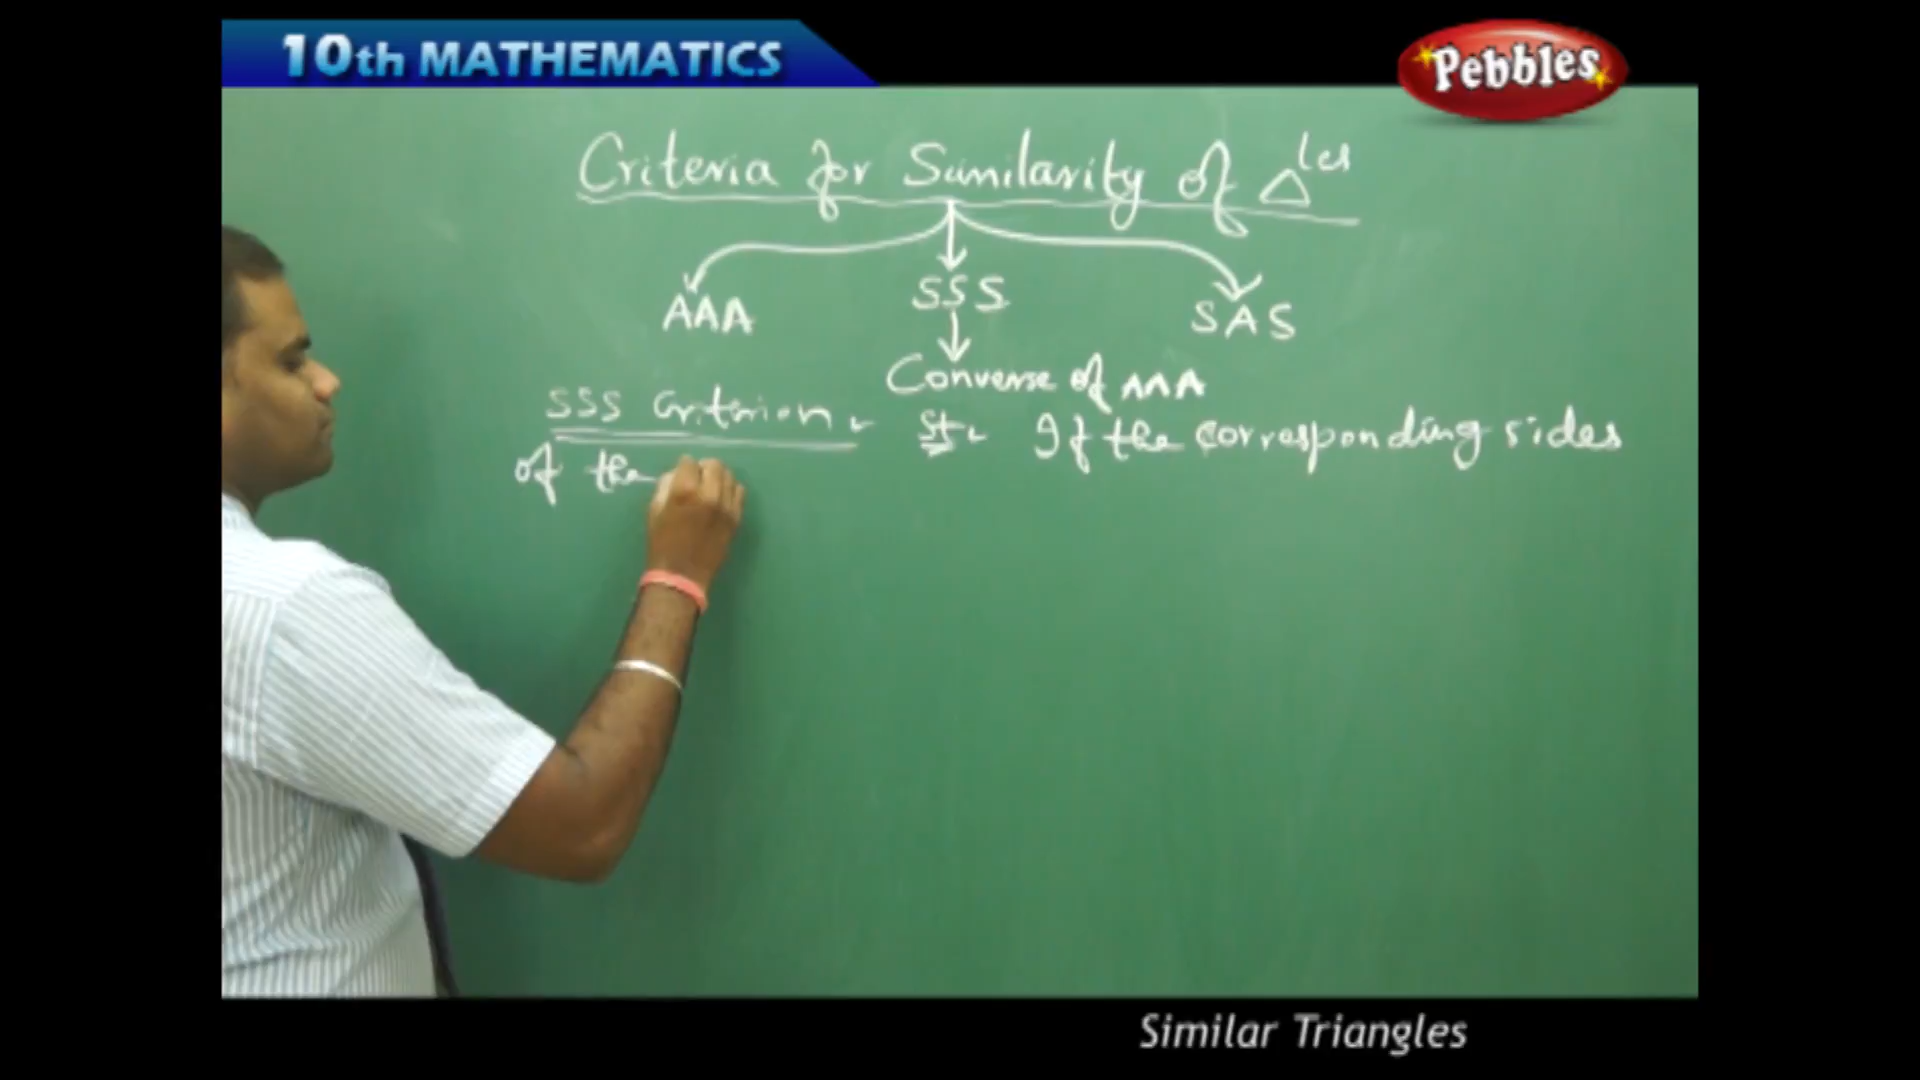 10th MATHEMATICS
Pebbles
Criteria for Similarity of Δles
AAA SSS SAS
Converse of AAA
SSS Criterion St If the corresponding sides
of the
Similar Triangles